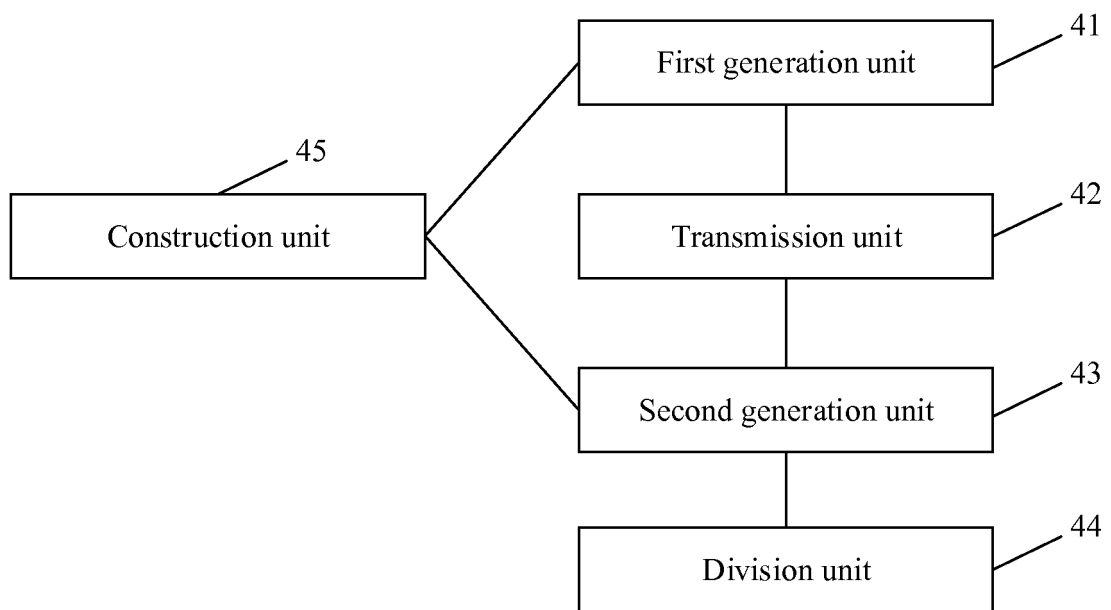 41
First generation unit
45
42
Construction unit
Transmission unit
43
Second generation unit
44
Division unit